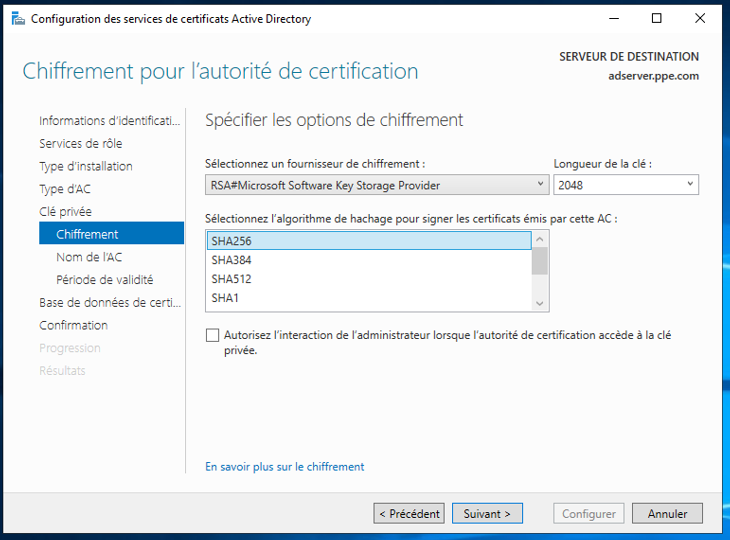 Configuration des services de certificats Active Directory
Chiffrement pour l'autorité de certification
SERVEUR DE DESTINATION
adserver.ppe.com
Informations d'identificati...
Services de rôle
Type d'installation
Type d'AC
Clé privée
Chiffrement
Nom de l'AC
Période de validité
Base de données de certi...
Confirmation
Progression
Résultats
Spécifier les options de chiffrement
Sélectionnez un fournisseur de chiffrement :
Longueur de la clé :
RSA#Microsoft Software Key Storage Provider
2048
Sélectionnez l'algorithme de hachage pour signer les certificats émis par cette AC :
SHA256
SHA384
SHA512
SHA1
Autorisez l'interaction de l'administrateur lorsque l'autorité de certification accède à la clé
privée.
En savoir plus sur le chiffrement
< Précédent
Suivant >
Configurer
Annuler